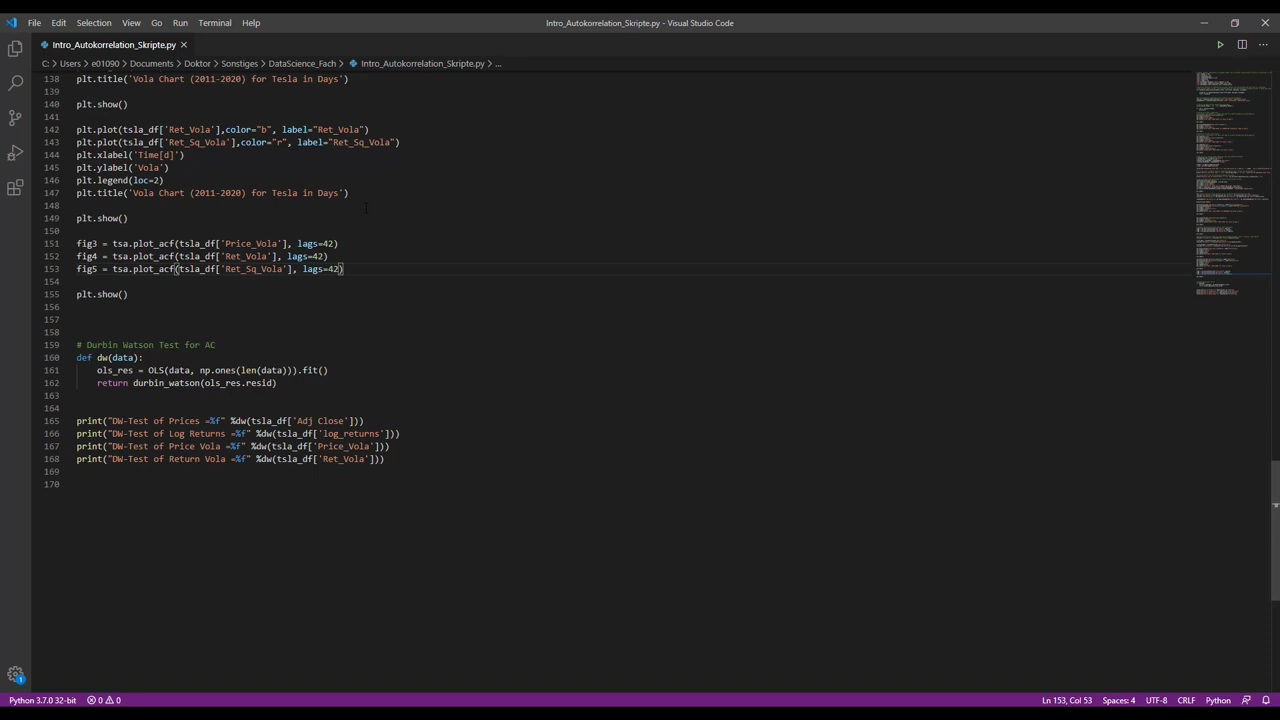 File Edit Selection View Go Run Terminal Help
Intro_Autokorrelation_Skripte.py - Visual Studio Code
Intro_Autokorrelation_Skripte.py
C: > Users > e01090 > Documents > Doktor > Sonstiges > DataScience_Fach > Intro_Autokorrelation_Skripte.py > ...
138 plt.title('Vola Chart (2011-2020) for Tesla in Days')
139
140 plt.show()
141
142 plt.plot(tsla_df['Ret_Vola'],color="b", label="Ret_Vola")
143 plt.plot(tsla_df['Ret_Sq_Vola'],color="r", label="Ret_Sq_Vola")
144 plt.xlabel('Time[d]')
145 plt.ylabel('Vola')
146 plt.legend(loc=2)
147 plt.title('Vola Chart (2011-2020) for Tesla in Days')
148
149 plt.show()
150
151 fig3 = tsa.plot_acf(tsla_df['Price_Vola'], lags=42)
152 fig4 = tsa.plot_acf(tsla_df['Ret_Vola'], lags=42)
153 fig5 = tsa.plot_acf(tsla_df['Ret_Sq_Vola'], lags=42)
154
155 plt.show()
156
157
158
159 # Durbin Watson Test for AC
160 def dw(data):
161 ols_res = OLS(data, np.ones(len(data))).fit()
162 return durbin_watson(ols_res.resid)
163
164
165 print("DW-Test of Prices =%f" %dw(tsla_df['Adj Close']))
166 print("DW-Test of Log Returns =%f" %dw(tsla_df['log_returns']))
167 print("DW-Test of Price Vola =%f" %dw(tsla_df['Price_Vola']))
168 print("DW-Test of Return Vola =%f" %dw(tsla_df['Ret_Vola']))
169
170
1
Python 3.7.0 32-bit 0 0 Ln 153, Col 53 Spaces: 4 UTF-8 CRLF Python